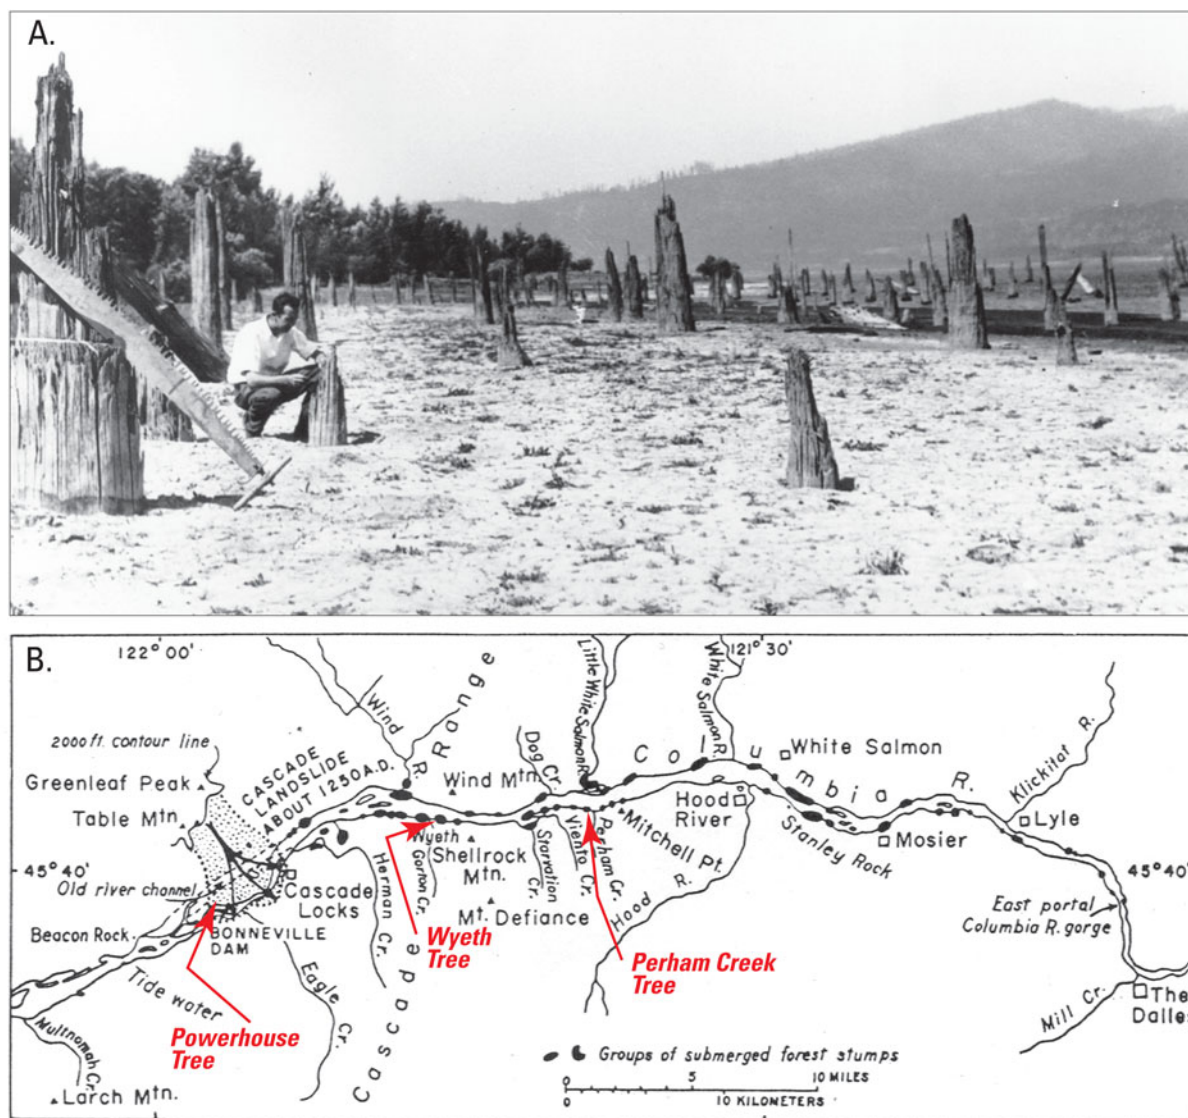 A.
B.
122° 00'
121° 30'
2000 ft. contour line
Greenleaf Peak
Table Mtn.
CASCADE
LANDSLIDE
ABOUT 1250 A.D.
Old river channel
45° 40'
Beacon Rock
BONNEVILLE
DAM
Cascade
Locks
Tide water
Multnomah Cr.
Larch Mtn.
Powerhouse
Tree
Eagle Cr.
Herman Cr.
Cascade Range
Wind R.
Wind Mtn.
Wyeth
Gorton Cr.
Shellrock
Mtn.
Mt. Defiance
Wyeth
Tree
Dog Cr.
Starvation Cr.
Viento Cr.
Perham Cr.
Mitchell Pt.
Little White Salmon R.
White Salmon R.
Perham Creek
Tree
Hood
River
Hood R.
Columbia R.
White Salmon
Stanley Rock
Mosier
Klickitat R.
Lyle
45° 40'
East portal
Columbia R. gorge
Mill Cr.
The
Dalles
Groups of submerged forest stumps
0 5 10 MILES
0 10 KILOMETERS